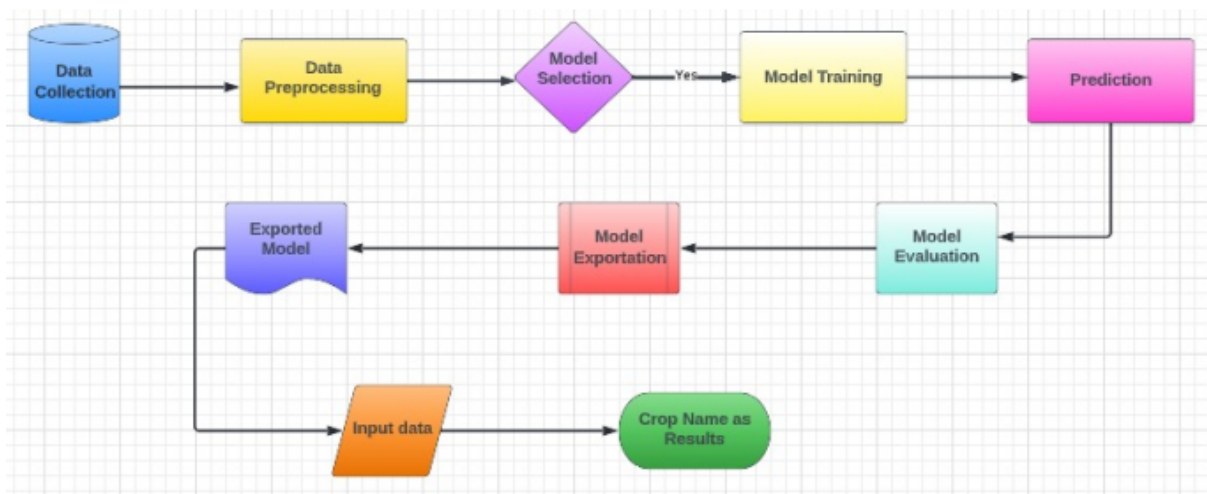 Data
Collection
Data
Preprocessing
Model
Selection
Yes
Model Training
Prediction
Exported
Model
Model
Exportation
Model
Evaluation
Input data
Crop Name as
Results